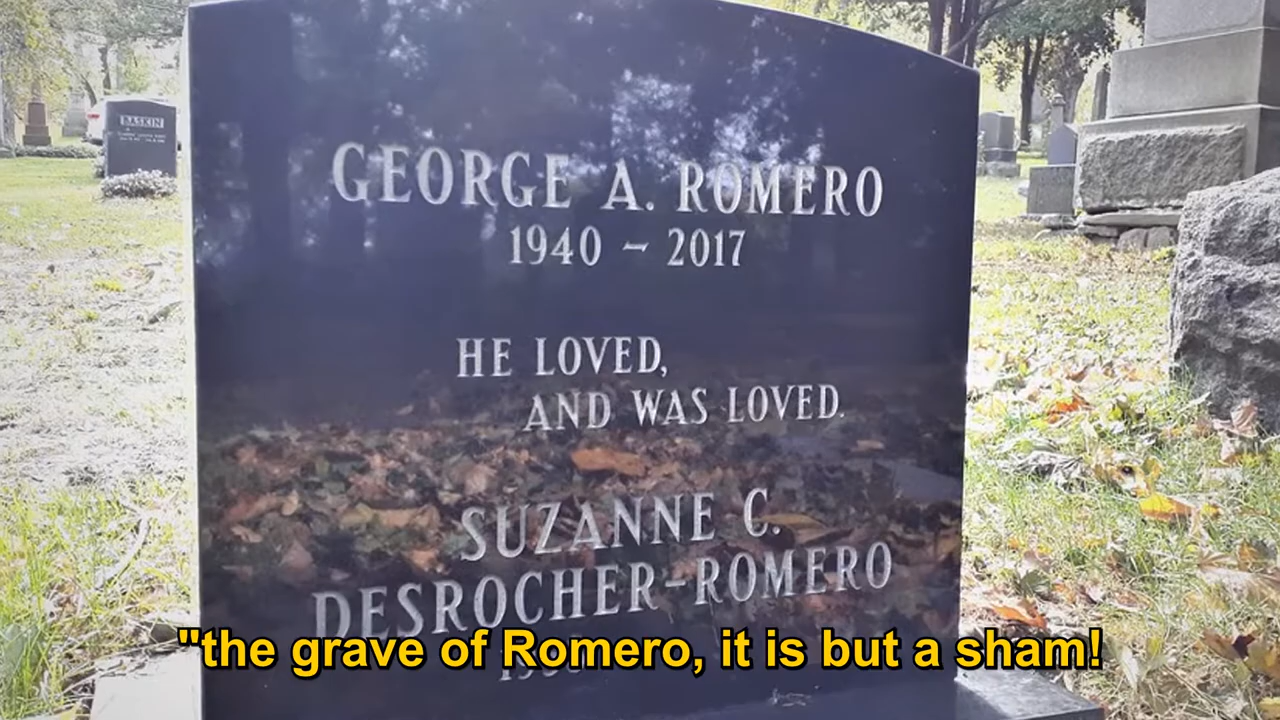 BASKIN
GEORGE A. ROMERO
1940 ~ 2017
HE LOVED,
AND WAS LOVED.
SUZANNE C.
DESROCHER-ROMERO
"the grave of Romero, it is but a sham!